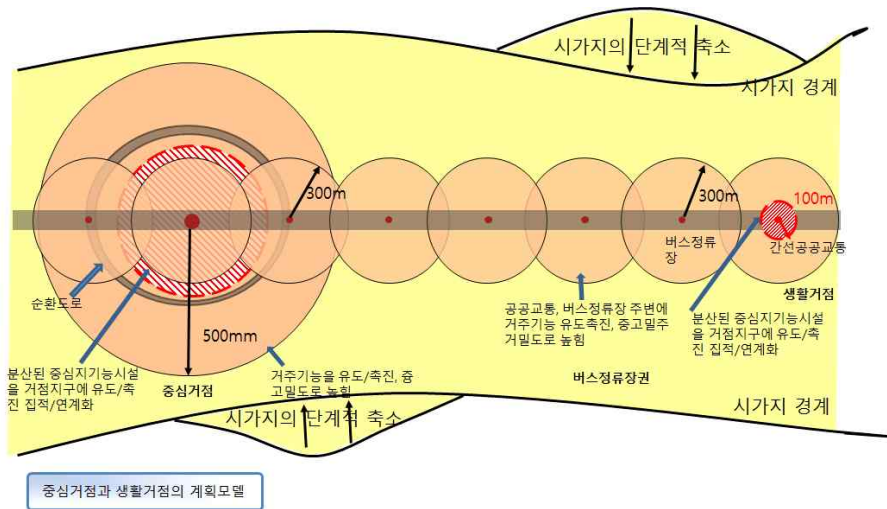 시가지의 단계적 축소
시가지 경계
300m
300m
100m
버스정류
장
간선공공교통
순환도로
생활거점
500mm
공공교통, 버스정류장 주변에
거주기능 유도촉진, 중고밀도주
거밀도로 높힘
분산된 중심지기능시설
을 거점지구에 유도/촉
진 집적/연계화
분산된 중심지기능시설
을 거점지구에 유도/촉
진 집적/연계화
중심거점
거주기능을 유도/촉진, 중
고밀도로 높힘
버스정류장권
시가지 경계
시가지의 단계적 축소
중심거점과 생활거점의 계획모델